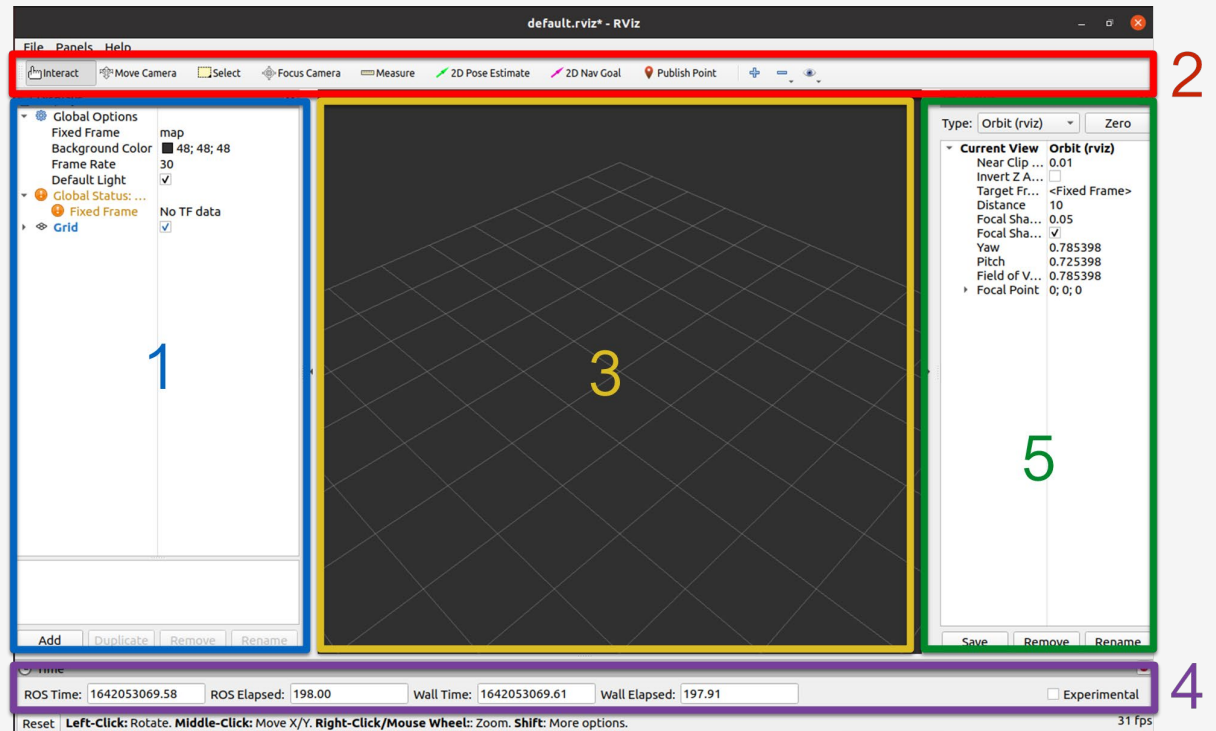 default.rviz* - RViz
File Panels Help
Interact Move Camera Select Focus Camera Measure 2D Pose Estimate 2D Nav Goal Publish Point
2
Global Options
Fixed Frame map
Background Color 48; 48; 48
Frame Rate 30
Default Light
Global Status: ...
Fixed Frame No TF data
Grid
1
Add Duplicate Remove Rename
3
Type: Orbit (rviz) Zero
Current View Orbit (rviz)
Near Clip ... 0.01
Invert Z A...
Target Fr... <Fixed Frame>
Distance 10
Focal Sha... 0.05
Focal Sha...
Yaw 0.785398
Pitch 0.725398
Field of V... 0.785398
Focal Point 0; 0; 0
5
Save Remove Rename
Time
ROS Time: 1642053069.58 ROS Elapsed: 198.00 Wall Time: 1642053069.61 Wall Elapsed: 197.91 Experimental
4
Reset Left-Click: Rotate. Middle-Click: Move X/Y. Right-Click/Mouse Wheel:: Zoom. Shift: More options. 31 fps